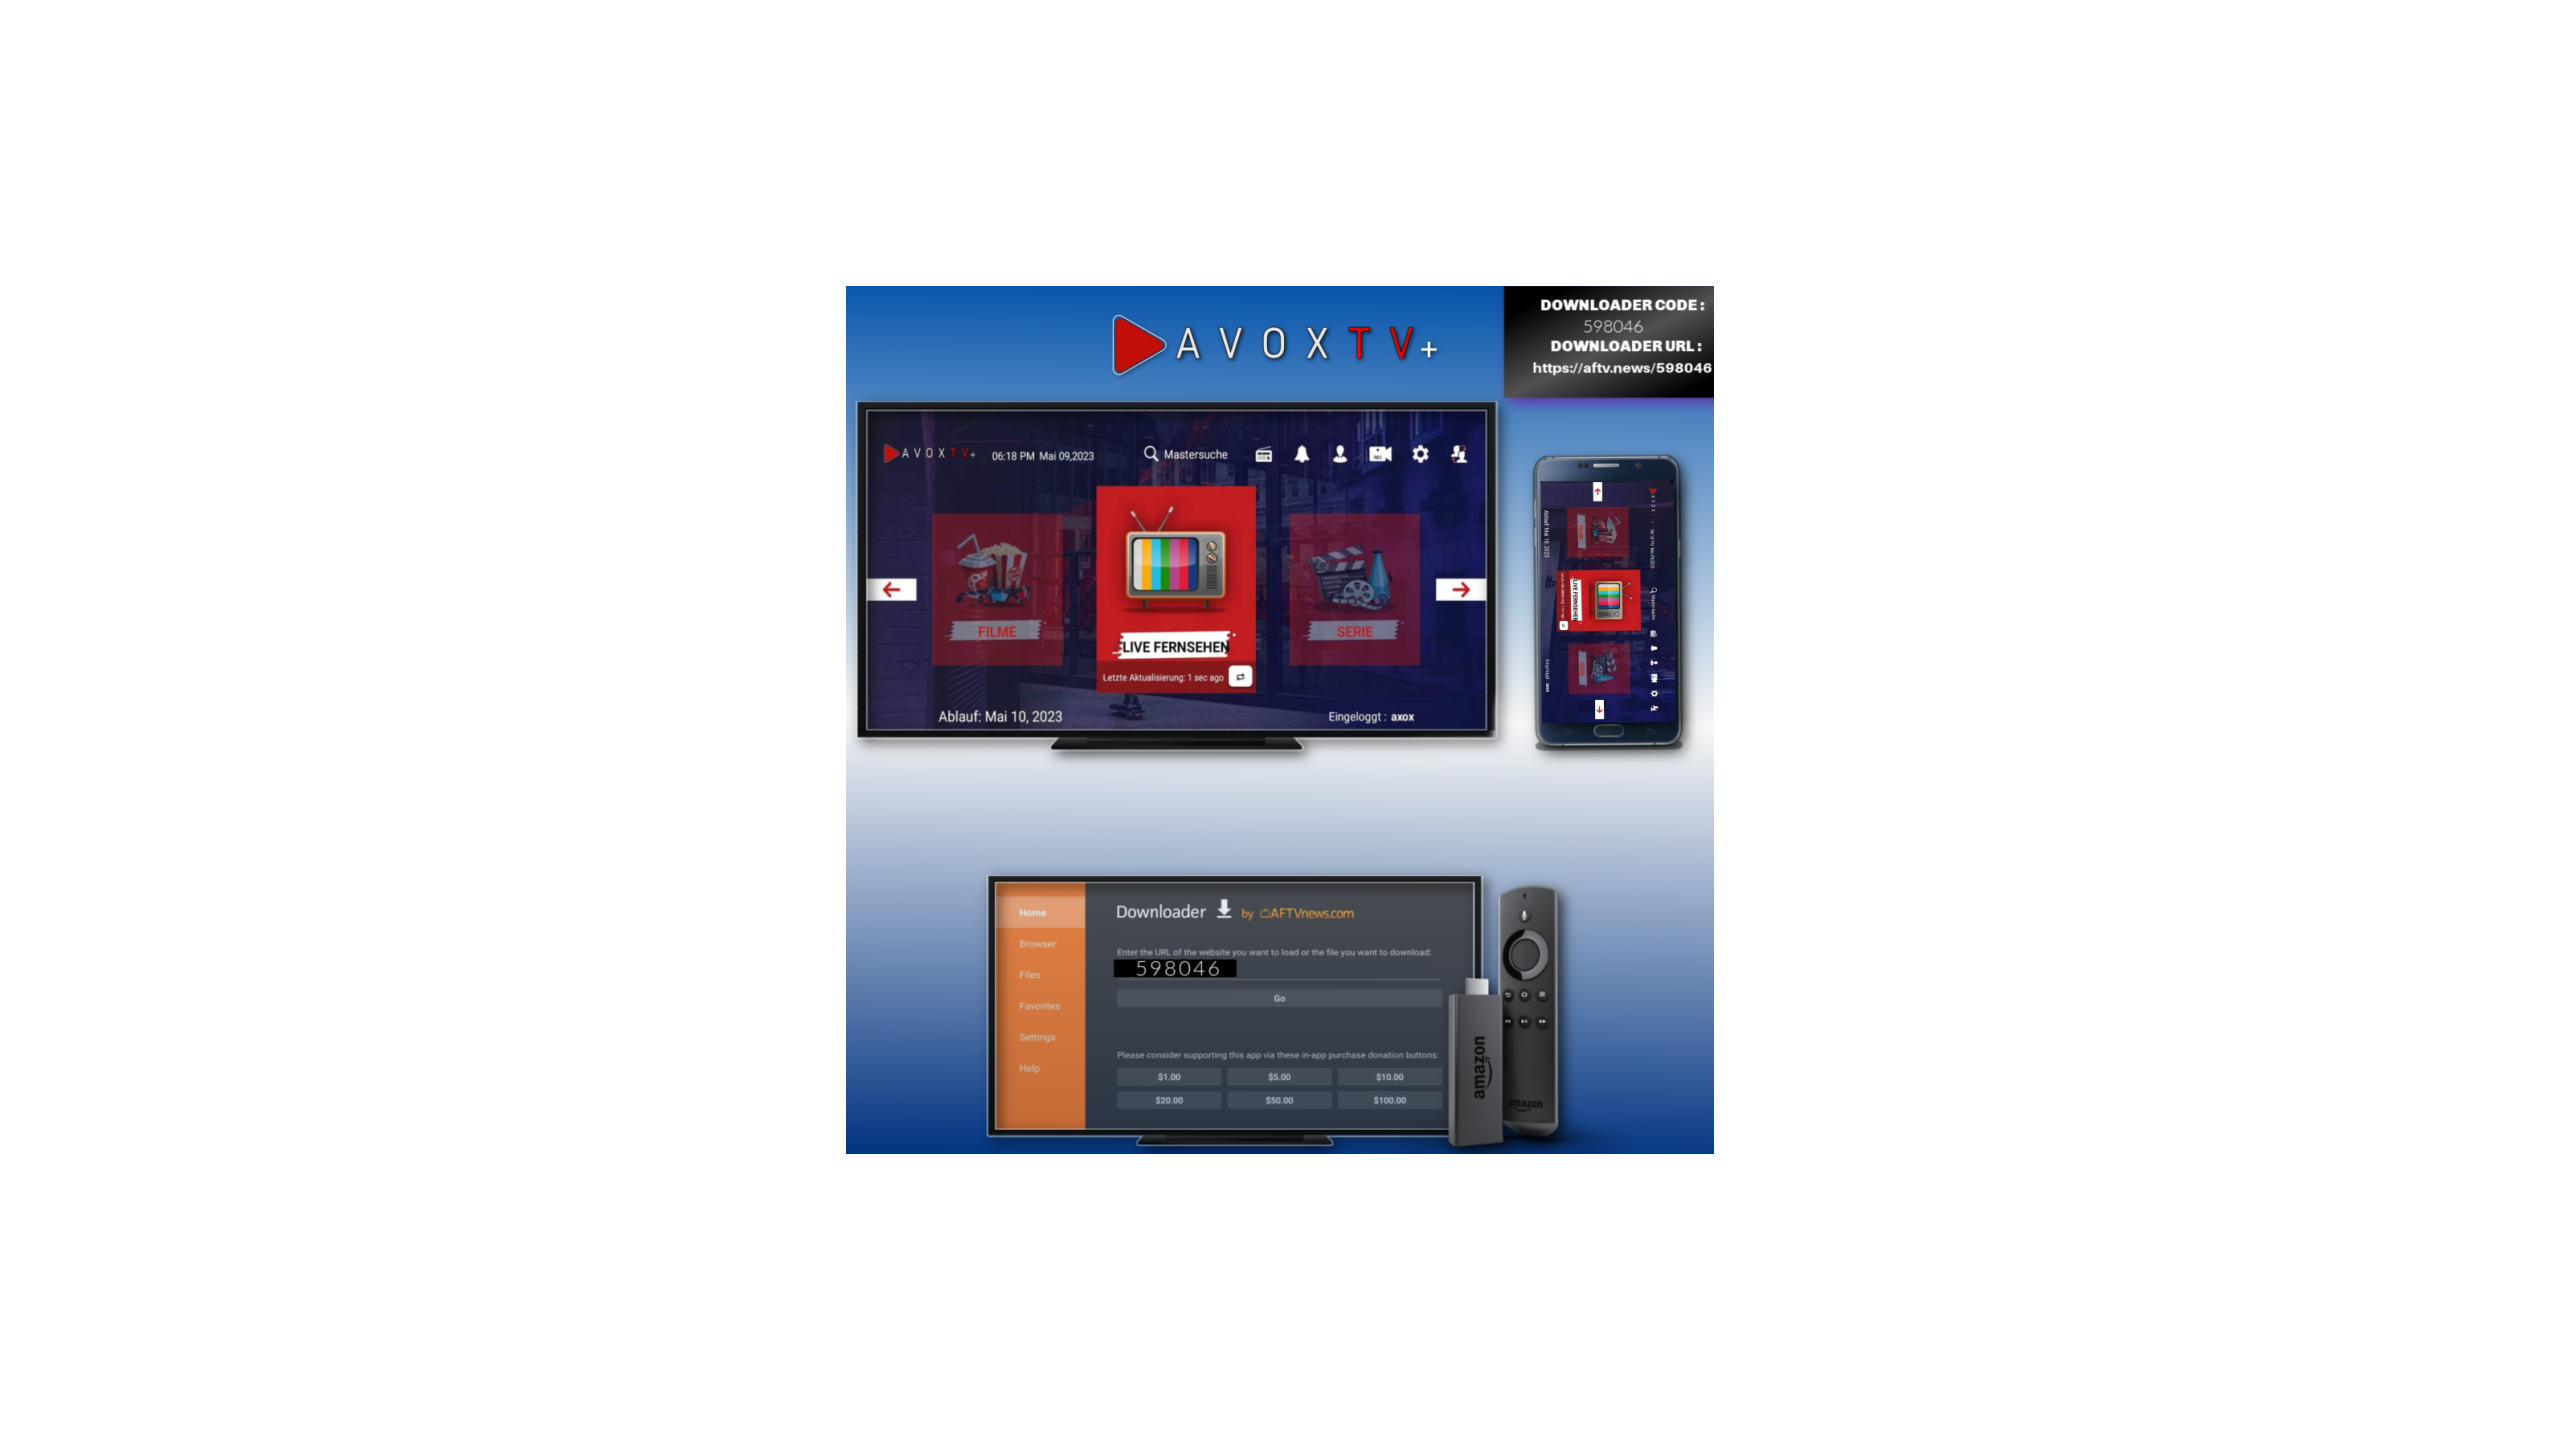 AVOXTV+
DOWNLOADER CODE :
598046
DOWNLOADER URL :
https://aftv.news/598046
AVOXTV+ 06:18 PM Mai 09,2023 Mastersuche
REC
FILME
LIVE FERNSEHEN
SERIE
Letzte Aktualisierung: 1 sec ago
Ablauf: Mai 10, 2023
Eingeloggt : axox
LIVE FERNSEHEN
Home
Browser
Files
Favorites
Settings
Help
Downloader by AFTVnews.com
Enter the URL of the website you want to load or the file you want to download:
598046
Go
Please consider supporting this app via these in-app purchase donation buttons:
$1.00 $5.00 $10.00
$20.00 $50.00 $100.00
amazon
amazon